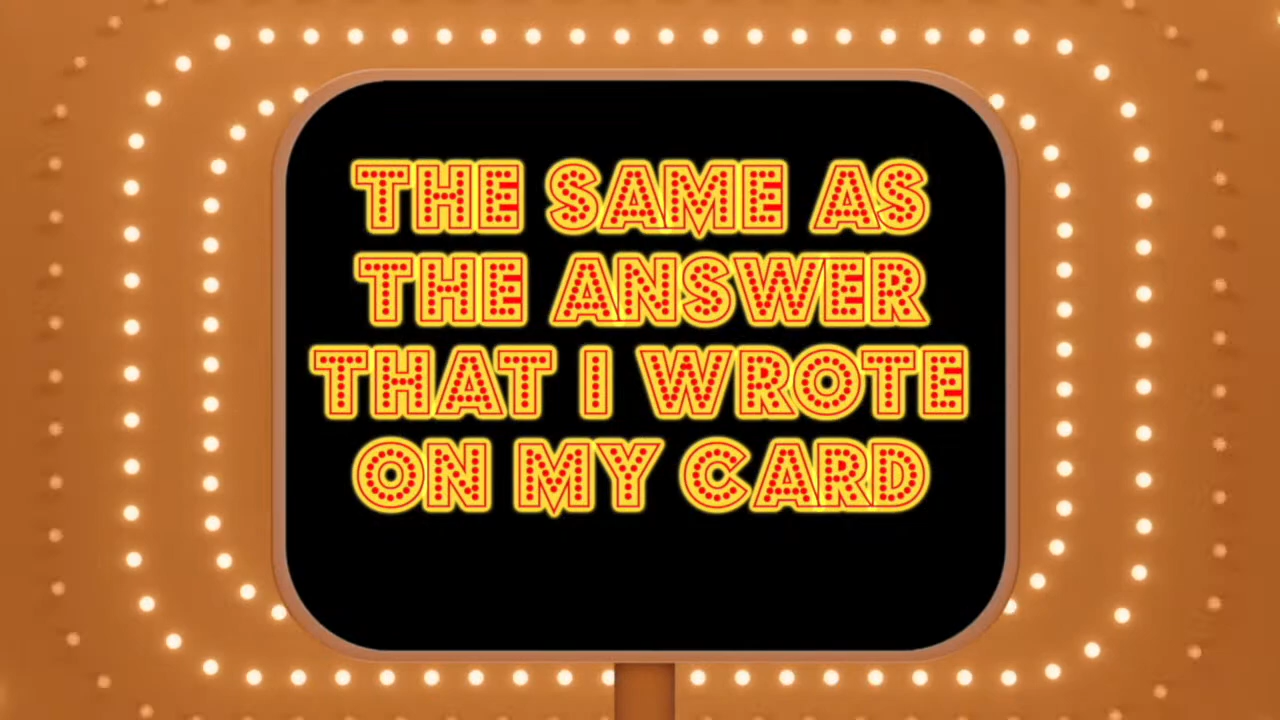 THE SAME AS
THE ANSWER
THAT I WROTE
ON MY CARD